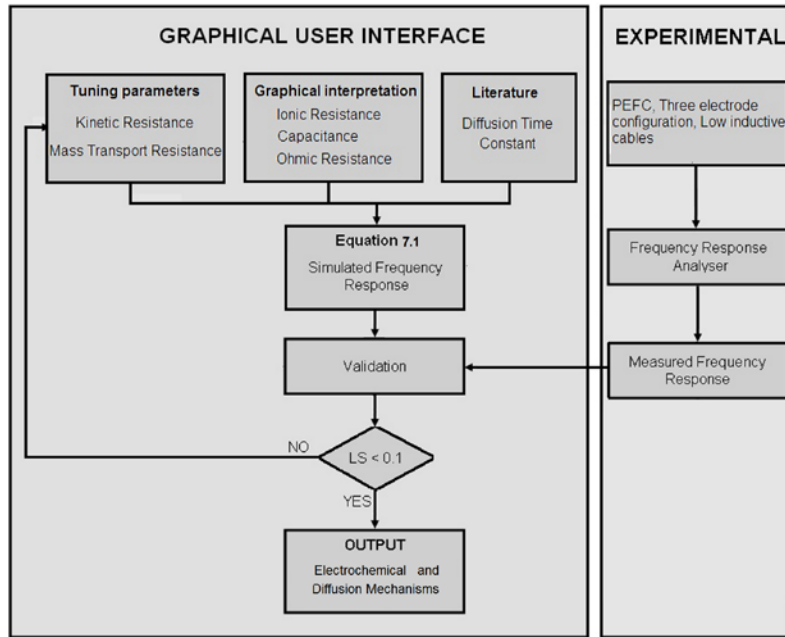 GRAPHICAL USER INTERFACE
Tuning parameters
Kinetic Resistance
Mass Transport Resistance
Graphical interpretation
Ionic Resistance
Capacitance
Ohmic Resistance
Literature
Diffusion Time
Constant
Equation 7.1
Simulated Frequency
Response
Validation
LS < 0.1
NO
YES
OUTPUT
Electrochemical and
Diffusion Mechanisms
EXPERIMENTAL
PEFC, Three electrode
configuration, Low inductive
cables
Frequency Response
Analyser
Measured Frequency
Response